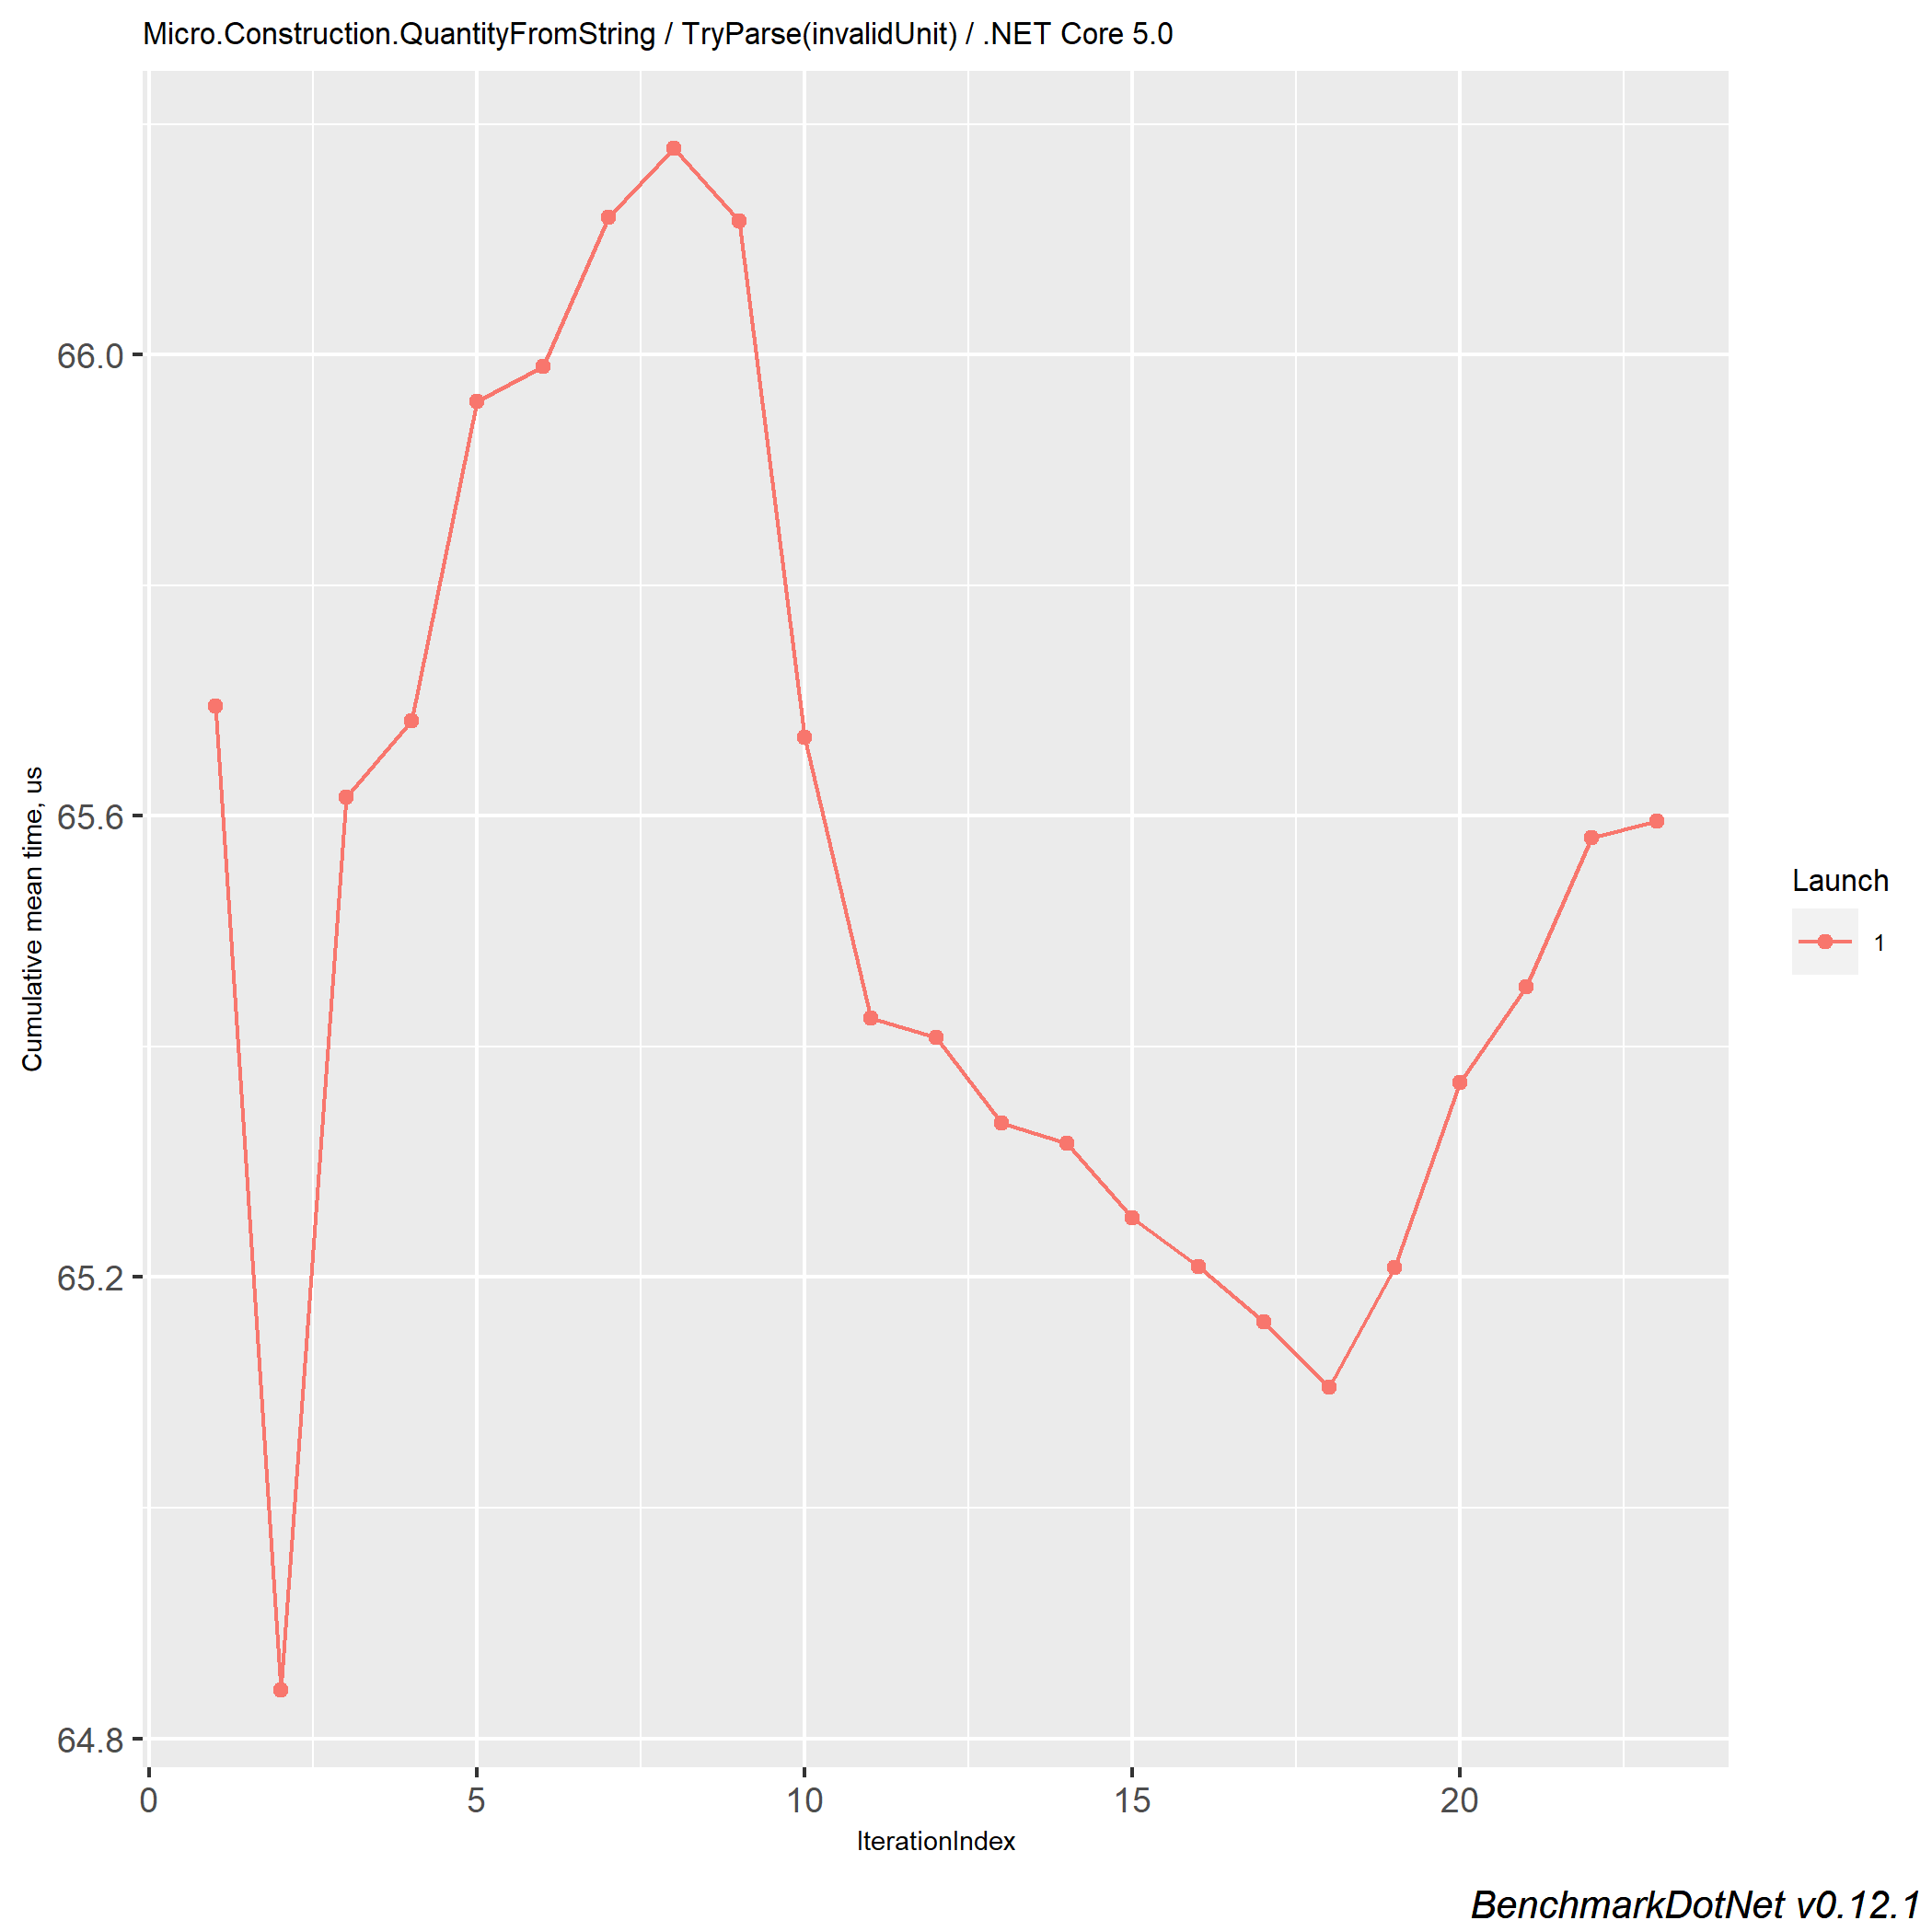 Micro.Construction.QuantityFromString / TryParse(invalidUnit) / .NET Core 5.0
Cumulative mean time, us
66.0
65.6
65.2
64.8
0
5
10
15
20
IterationIndex
Launch
1
BenchmarkDotNet v0.12.1